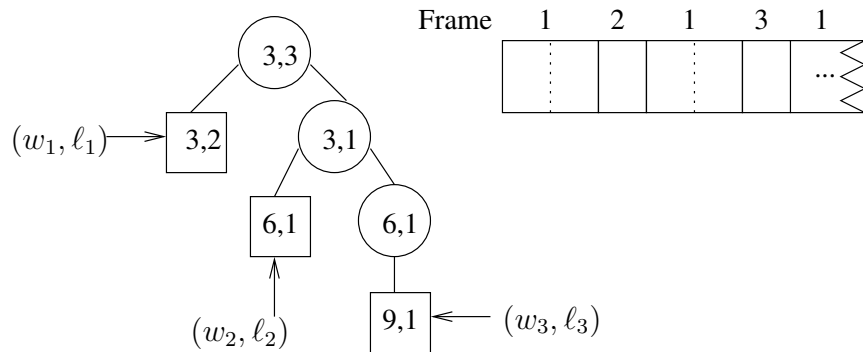 Frame 1 2 1 3 1
3,3
...
(w₁, ℓ₁) 3,2 3,1
6,1 6,1
(w₂, ℓ₂) 9,1 (w₃, ℓ₃)